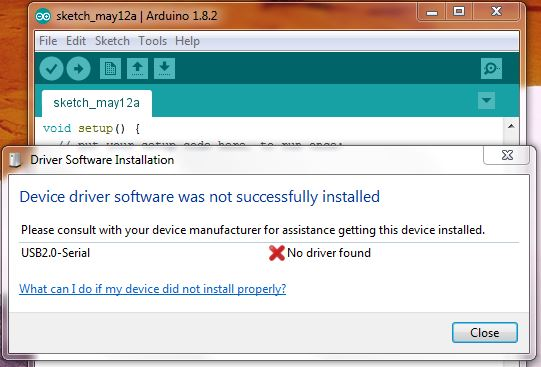 sketch_may12a | Arduino 1.8.2
File Edit Sketch Tools Help
sketch_may12a
void setup() {
// put your setup code here, to run once:
Driver Software Installation
Device driver software was not successfully installed
Please consult with your device manufacturer for assistance getting this device installed.
USB2.0-Serial No driver found
What can I do if my device did not install properly?
Close